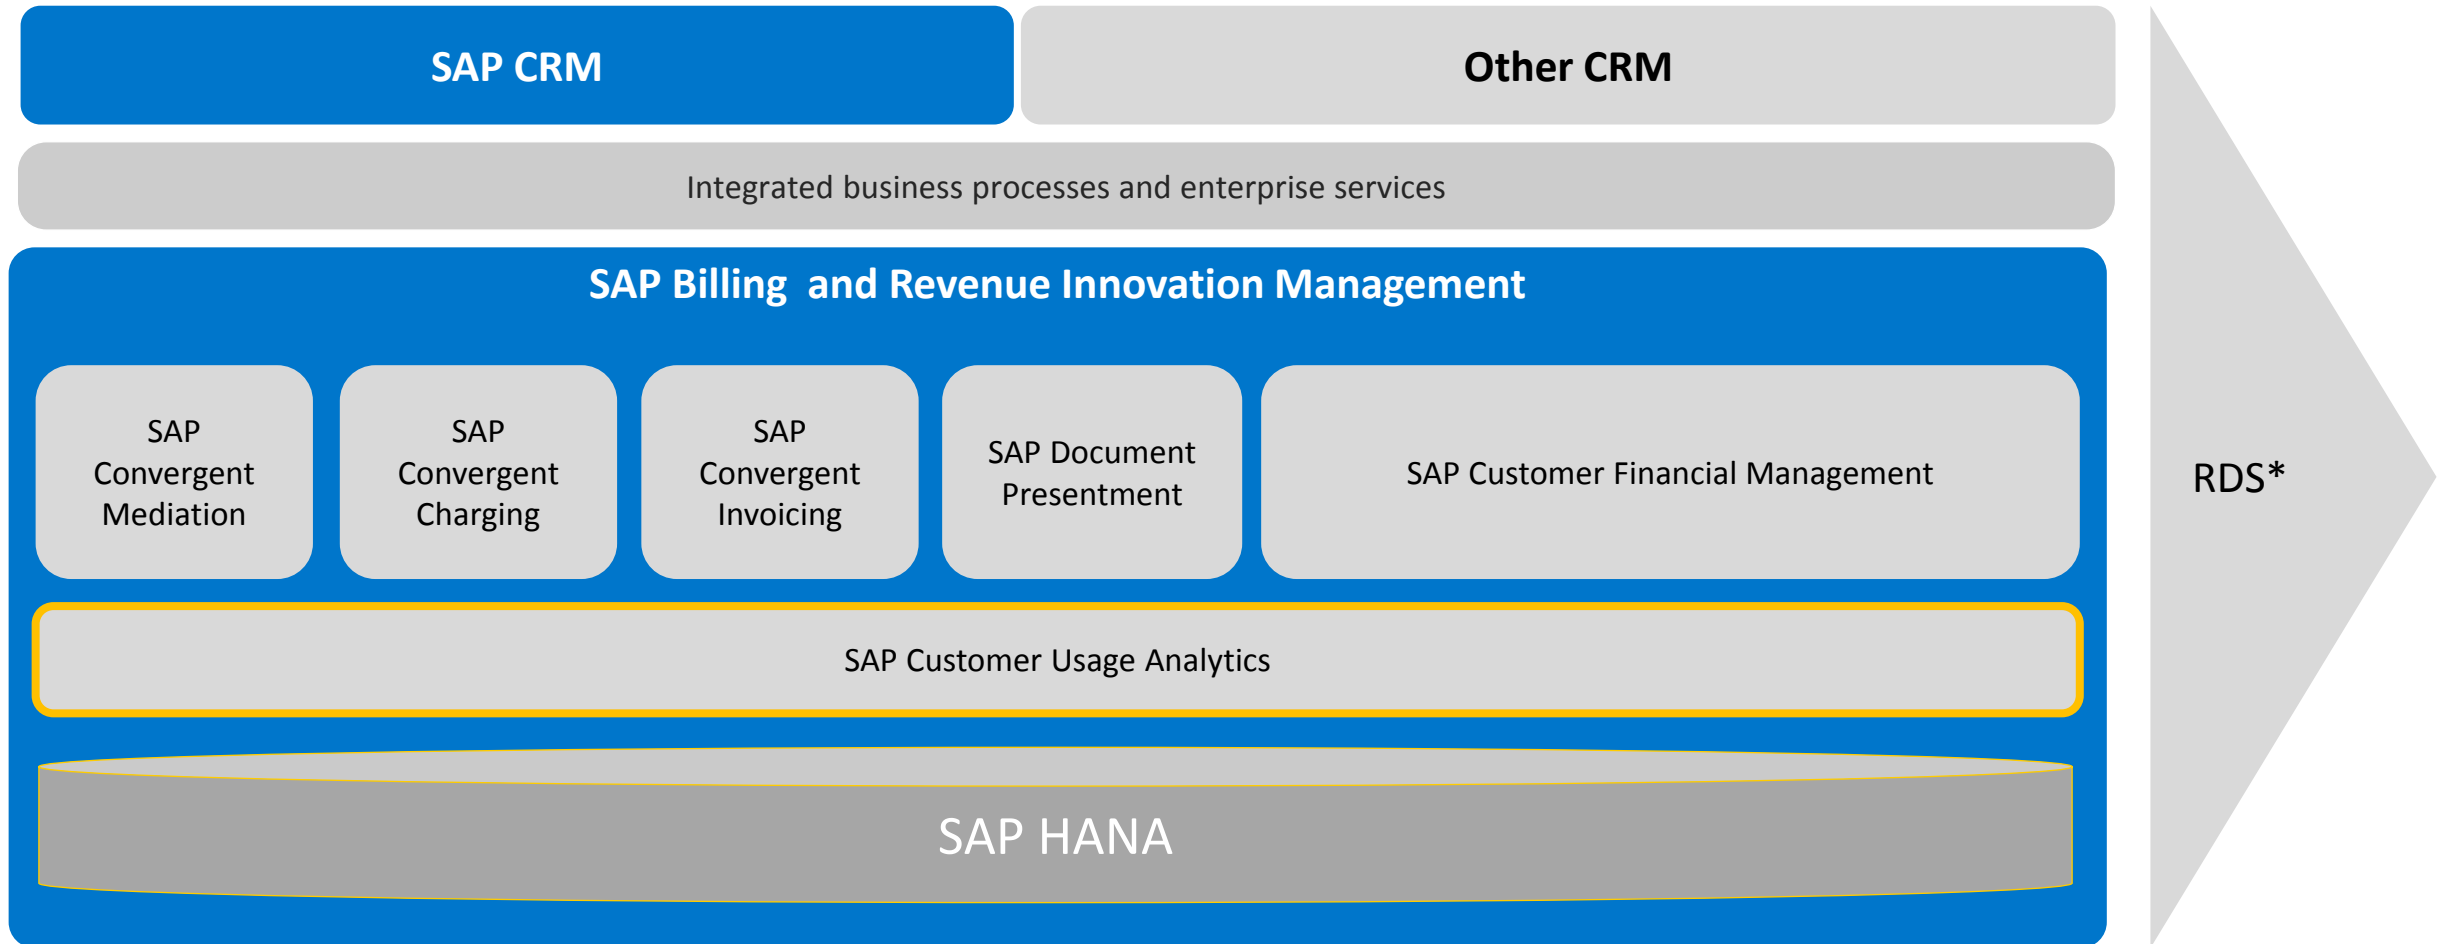 SAP CRM
Other CRM
Integrated business processes and enterprise services
SAP Billing  and Revenue Innovation Management
SAP
Convergent
Mediation
SAP
Convergent
Charging
SAP
Convergent
Invoicing
SAP Document
Presentment
SAP Customer Financial Management
RDS*
SAP Customer Usage Analytics
SAP HANA